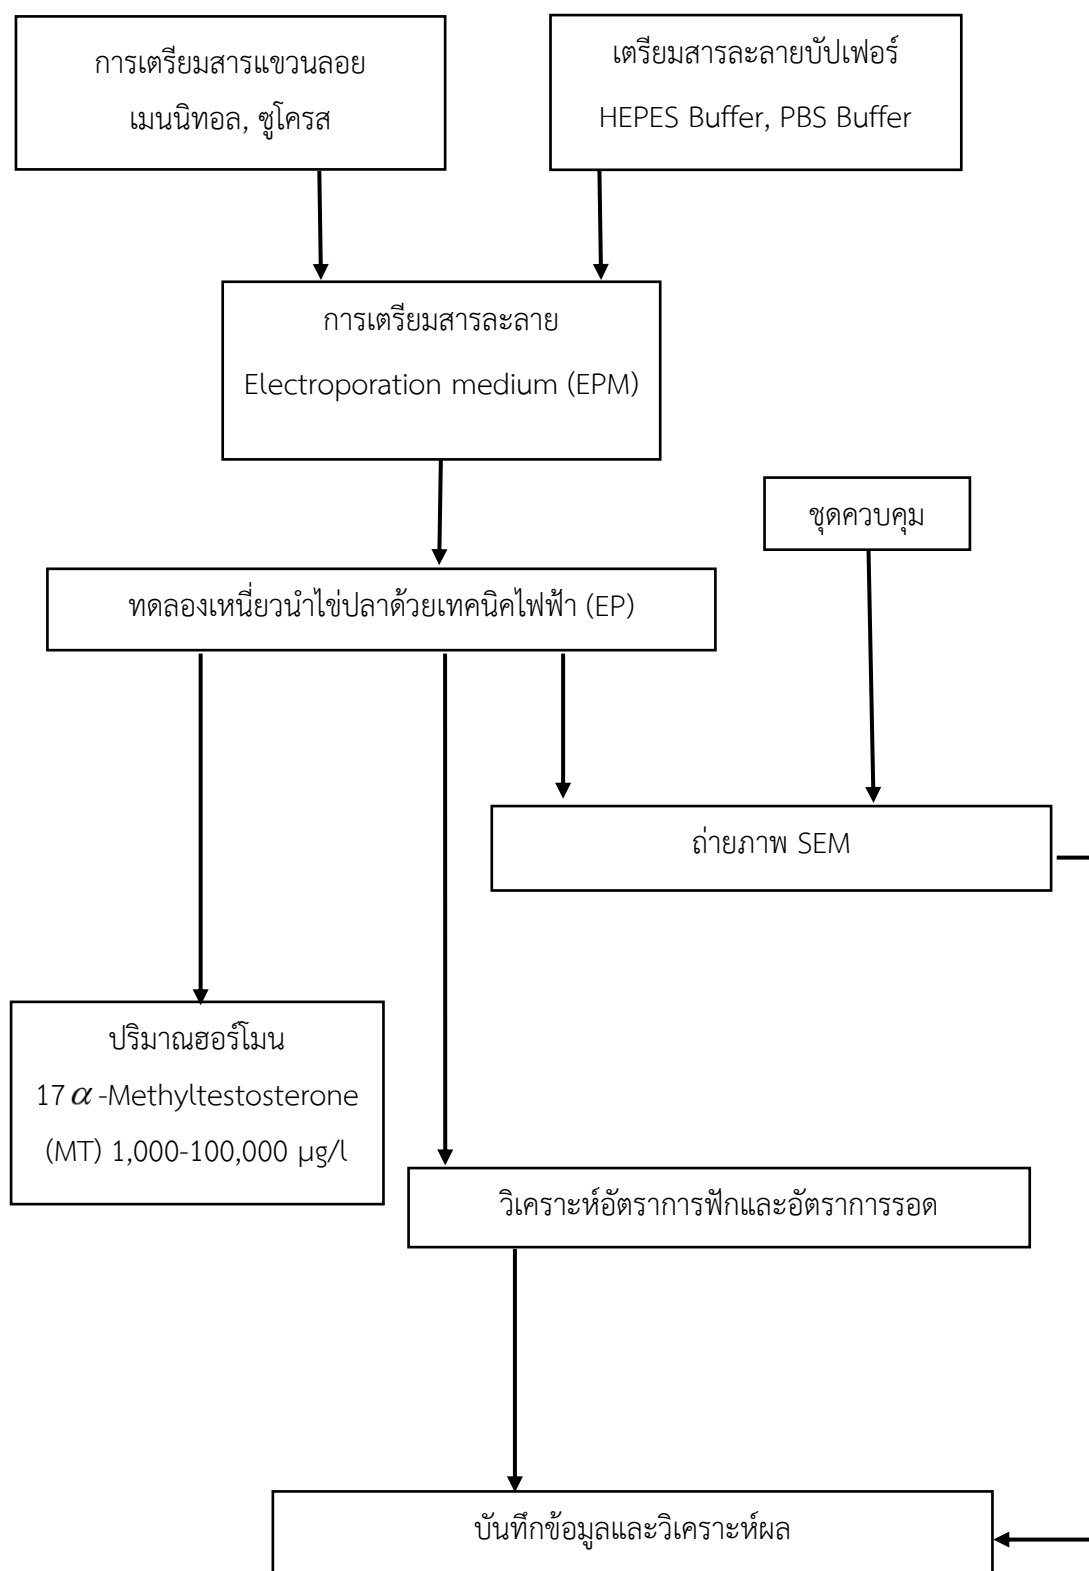 การเตรียมสารแขวนลอย
เมนนิทอล, ซูโครส
เตรียมสารละลายบัปเฟอร์
HEPES Buffer, PBS Buffer
การเตรียมสารละลาย
Electroporation medium (EPM)
ชุดควบคุม
ทดลองเหนี่ยวนำไข่ปลาด้วยเทคนิคไฟฟ้า (EP)
ถ่ายภาพ SEM
ปริมาณฮอร์โมน
17α-Methyltestosterone
(MT) 1,000-100,000 µg/l
วิเคราะห์อัตราการฟักและอัตราการรอด
บันทึกข้อมูลและวิเคราะห์ผล